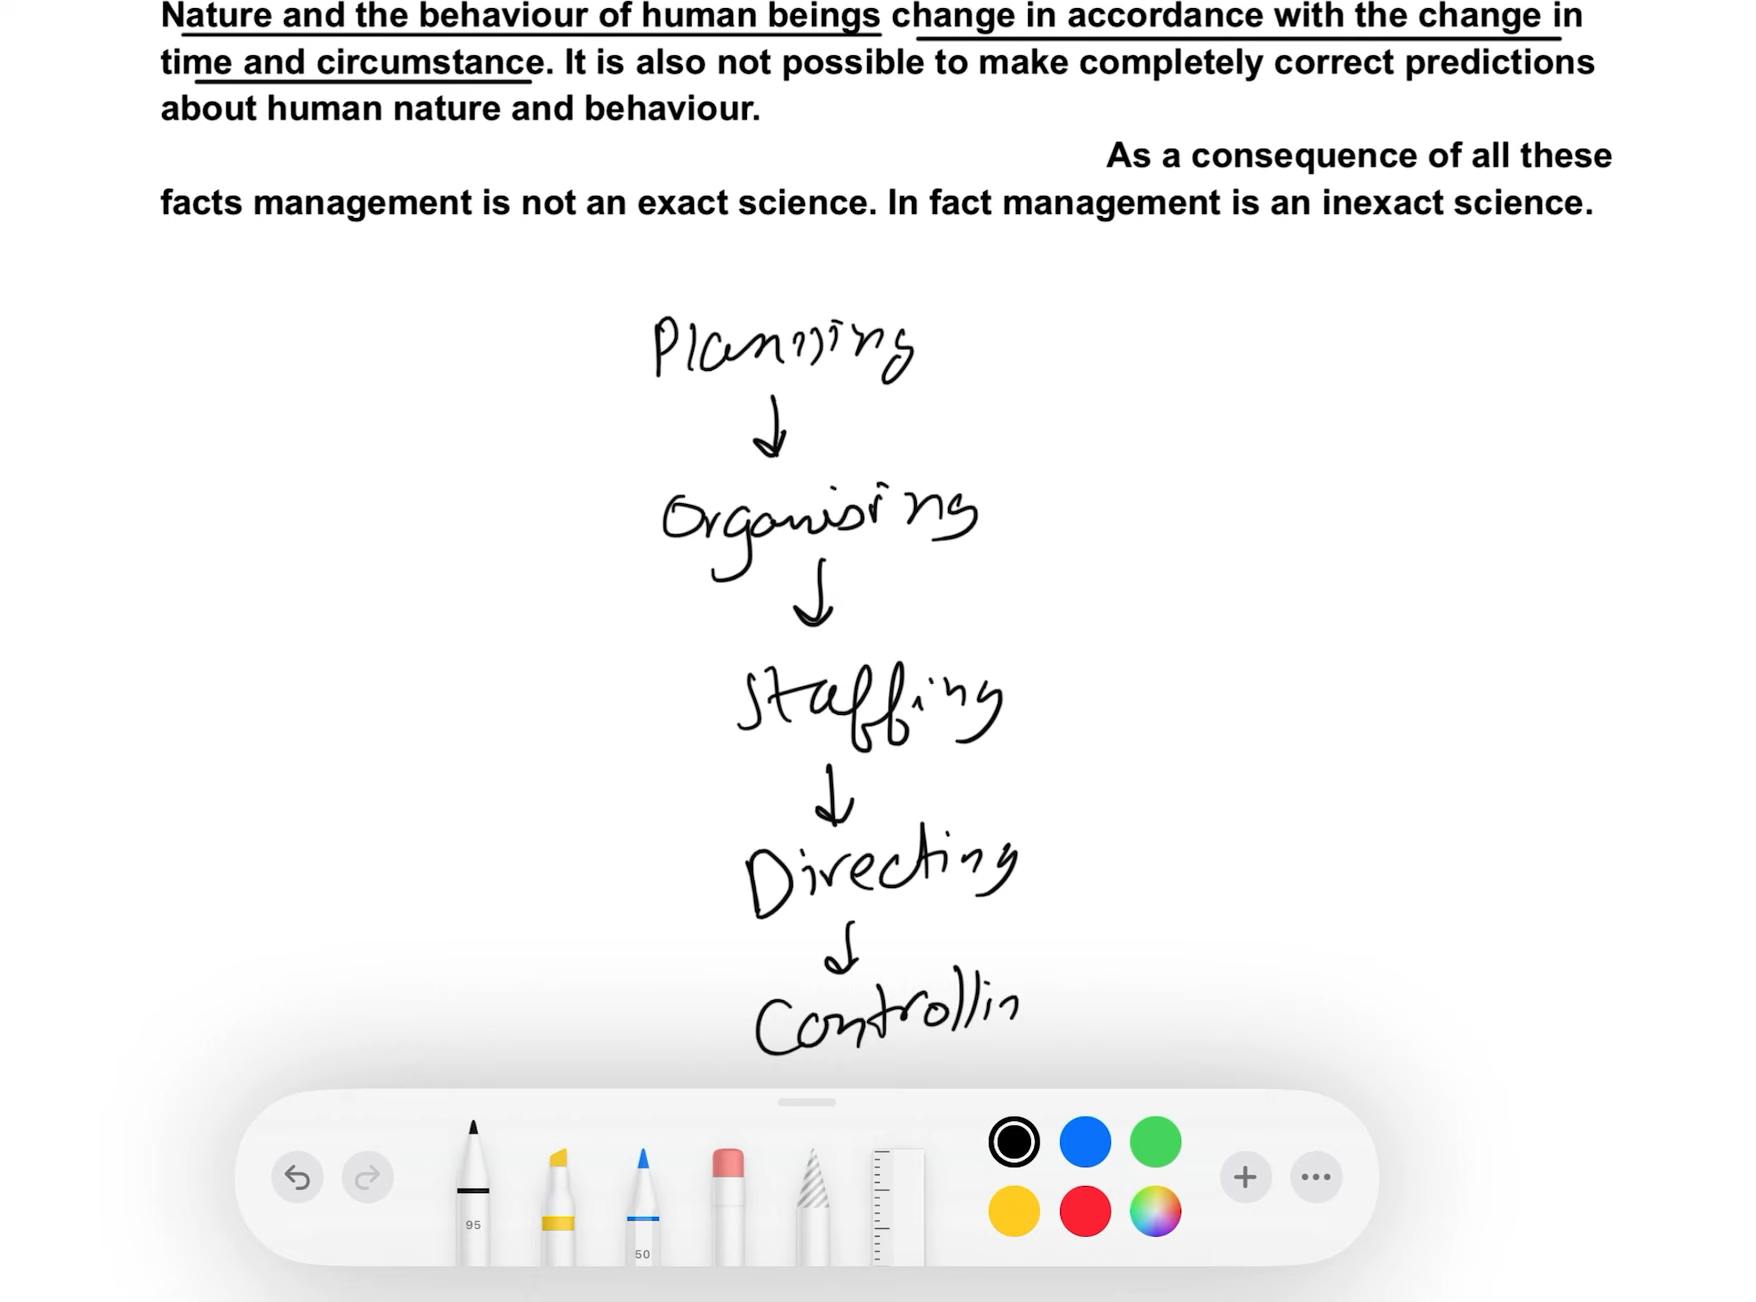 Nature and the behaviour of human beings change in accordance with the change in
time and circumstance. It is also not possible to make completely correct predictions
about human nature and behaviour.
As a consequence of all these
facts management is not an exact science. In fact management is an inexact science.
Planning
↓
Organising
↓
Staffing
↓
Directing
↓
Controllin
95
50